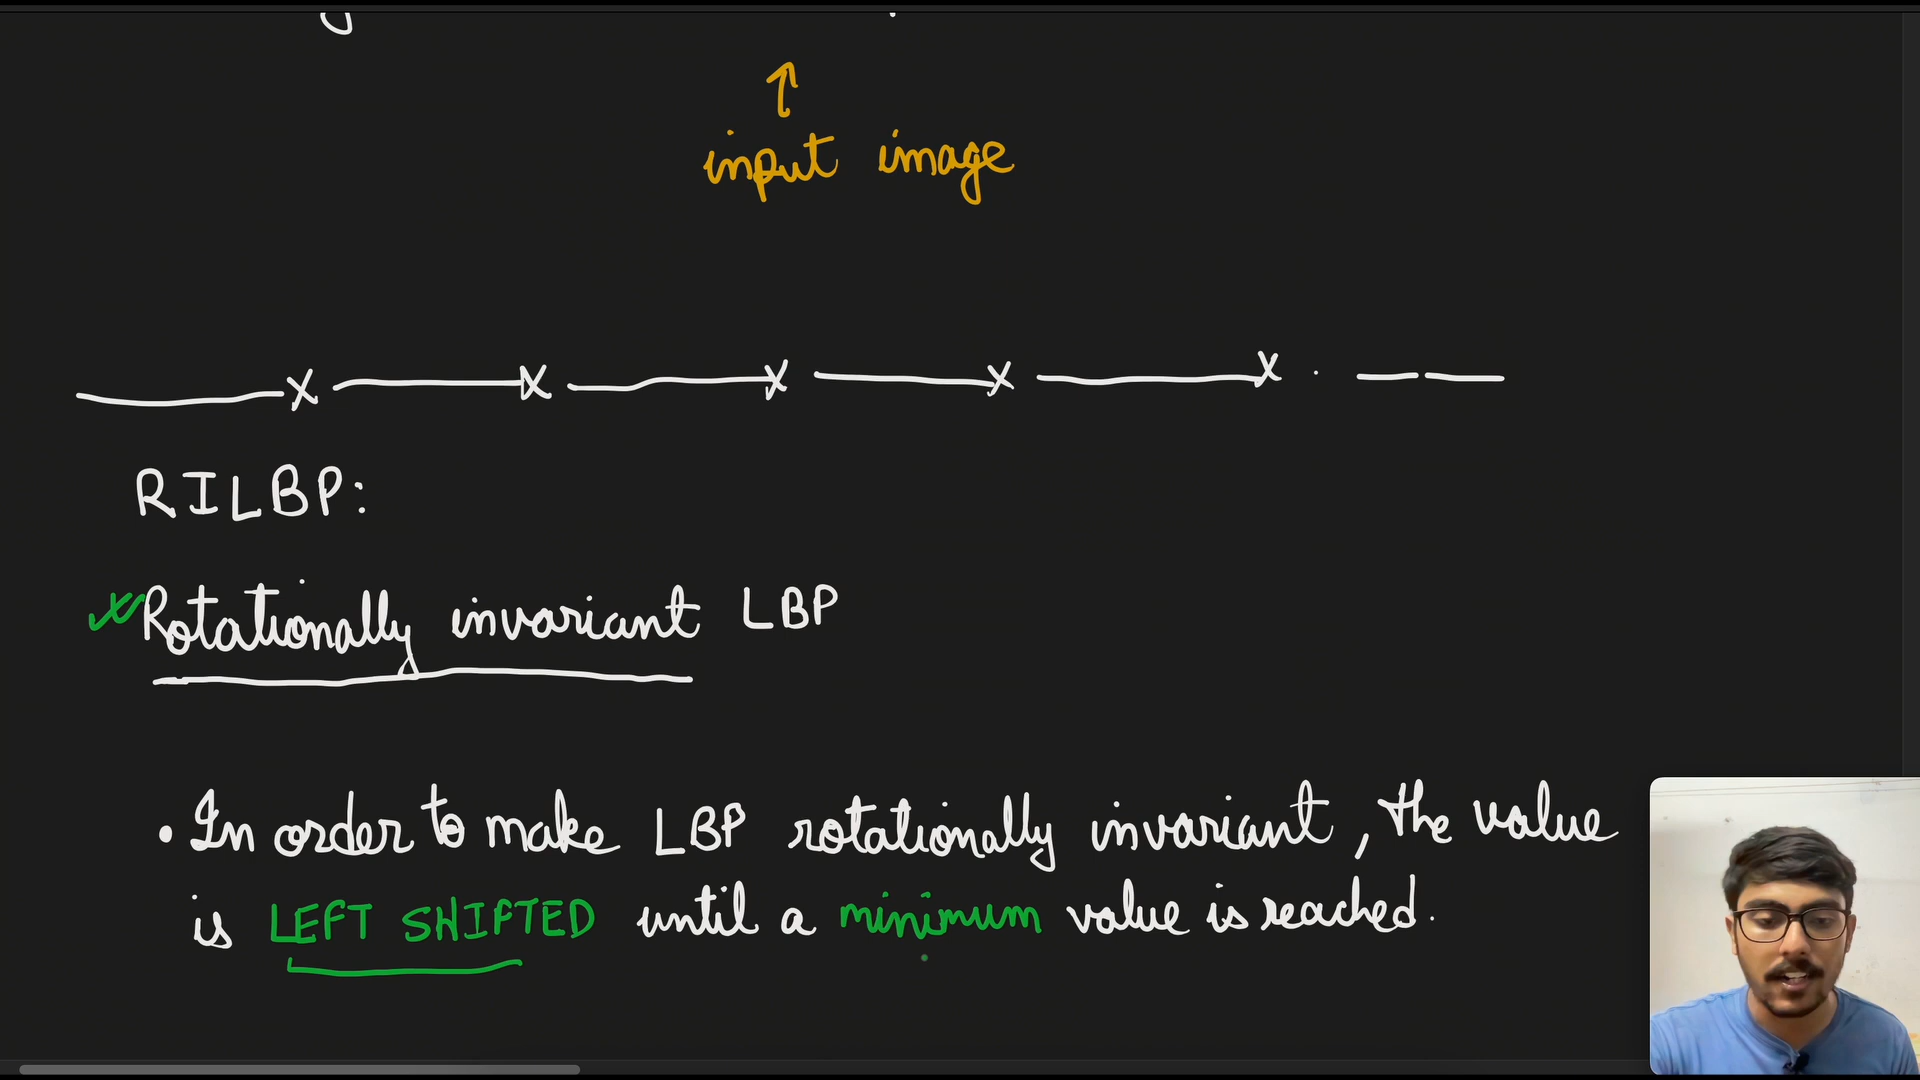 input image
x x x x x
RILBP:
Rotationally invariant LBP
• In order to make LBP rotationally invariant, the value
is LEFT SHIFTED until a minimum value is reached.